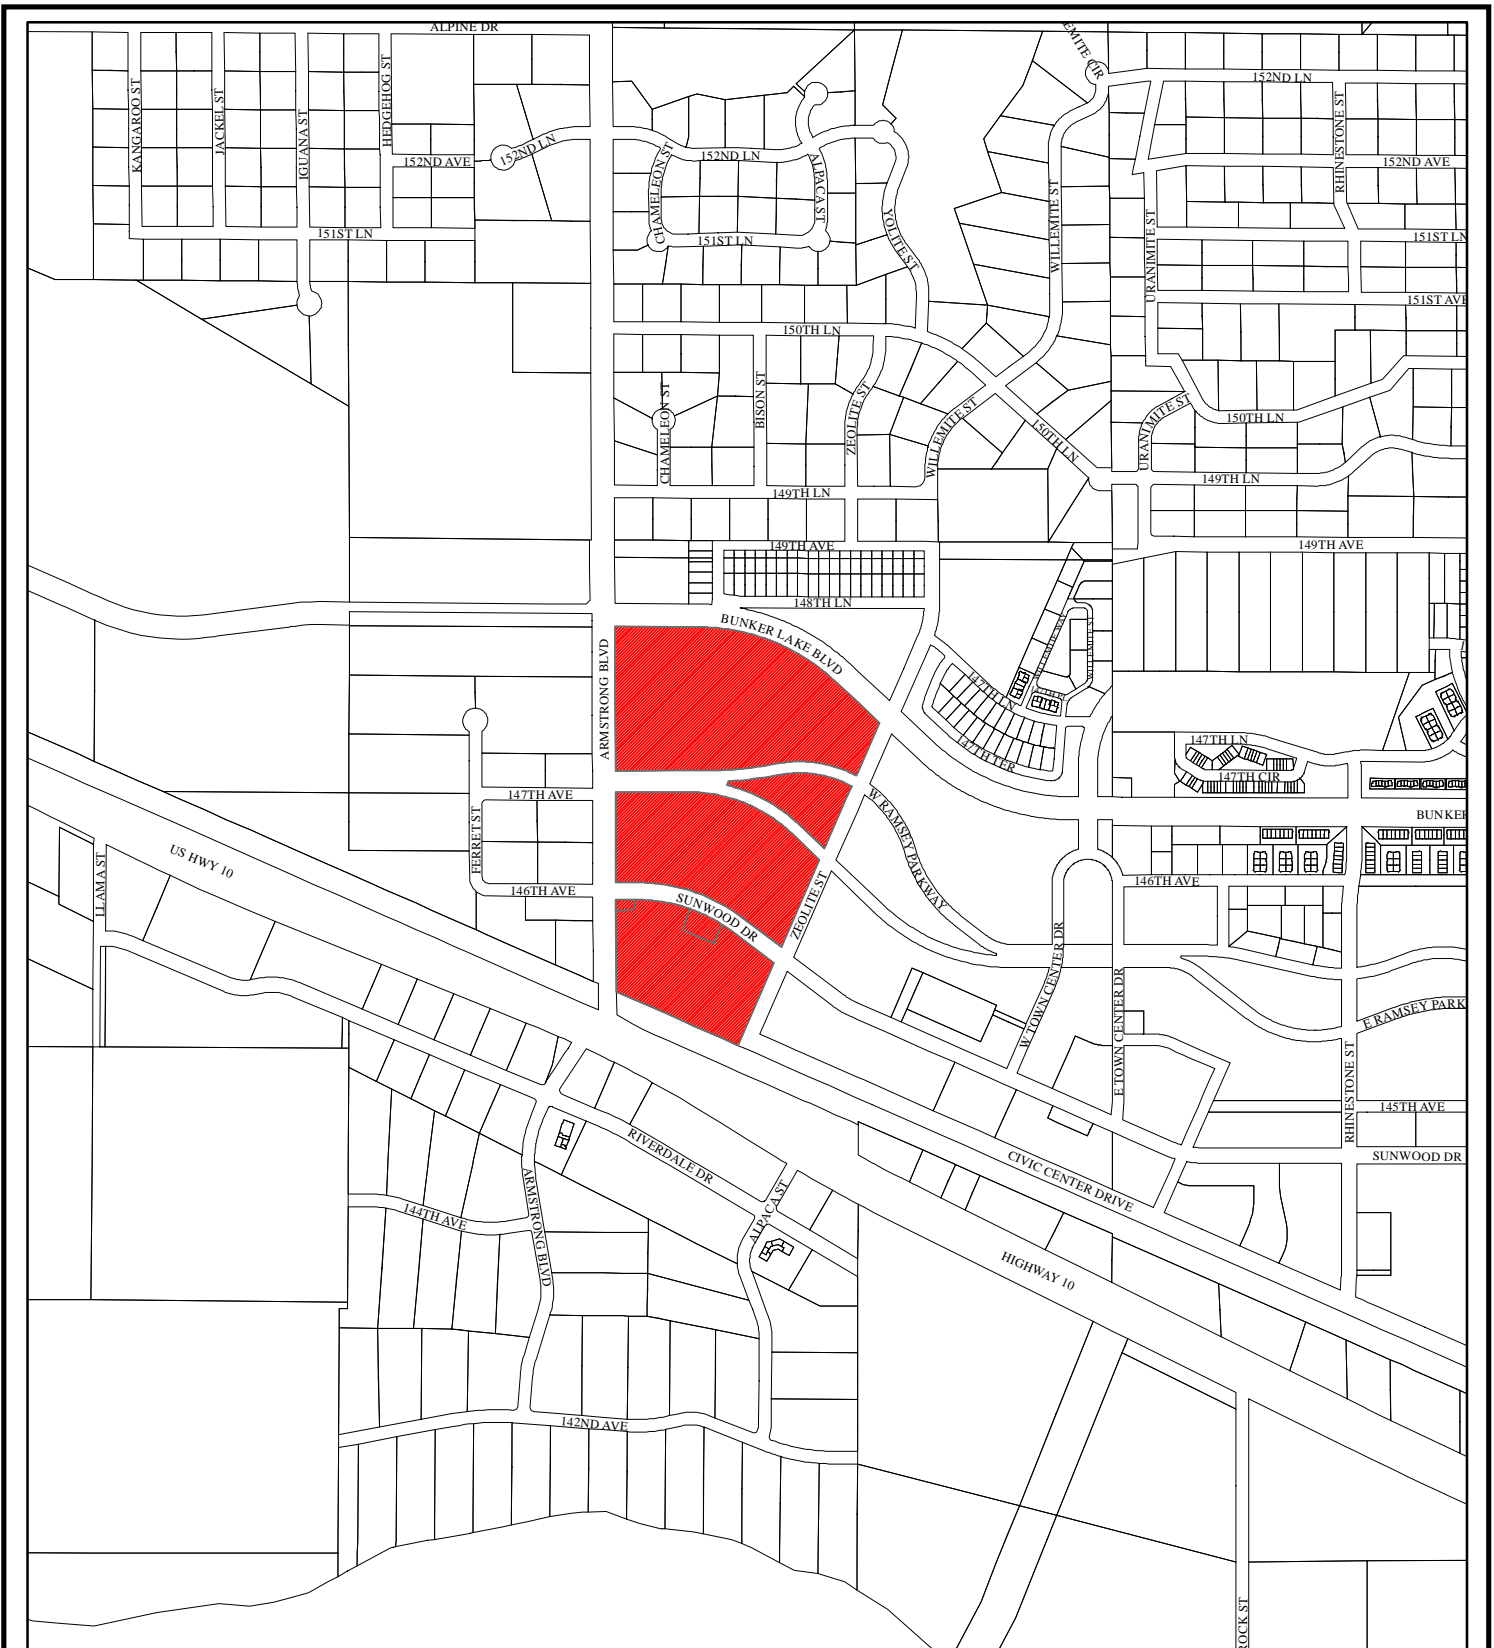 ALPINE DR
KANGAROO ST
JACKEL ST
IGUANA ST
HEDGEHOG ST
152ND AVE
152ND LN
151ST LN
CHAMELEON ST
152ND LN
ALPACA ST
151ST LN
YOLITE ST
EMITE CIR
WILLEMITE ST
152ND LN
RHINESTONE ST
152ND AVE
URANIMITE ST
151ST LN
151ST AVE
150TH LN
CHAMELEON ST
BISON ST
ZEOLITE ST
WILLEMITE ST
150TH LN
URANIMITE ST
150TH LN
149TH LN
149TH LN
149TH AVE
149TH AVE
148TH LN
BUNKER LAKE BLVD
ARMSTRONG BLVD
147TH LN
147TH TER
147TH LN
147TH CIR
147TH AVE
FERRET ST
146TH AVE
W RAMSEY PARKWAY
BUNKER
US HWY 10
LLAMA ST
SUNWOOD DR
ZEOLITE ST
146TH AVE
W TOWN CENTER DR
E TOWN CENTER DR
E RAMSEY PARK
RHINESTONE ST
145TH AVE
SUNWOOD DR
RIVERDALE DR
CIVIC CENTER DRIVE
ARMSTRONG BLVD
144TH AVE
ALPACA ST
HIGHWAY 10
142ND AVE
ROCK ST